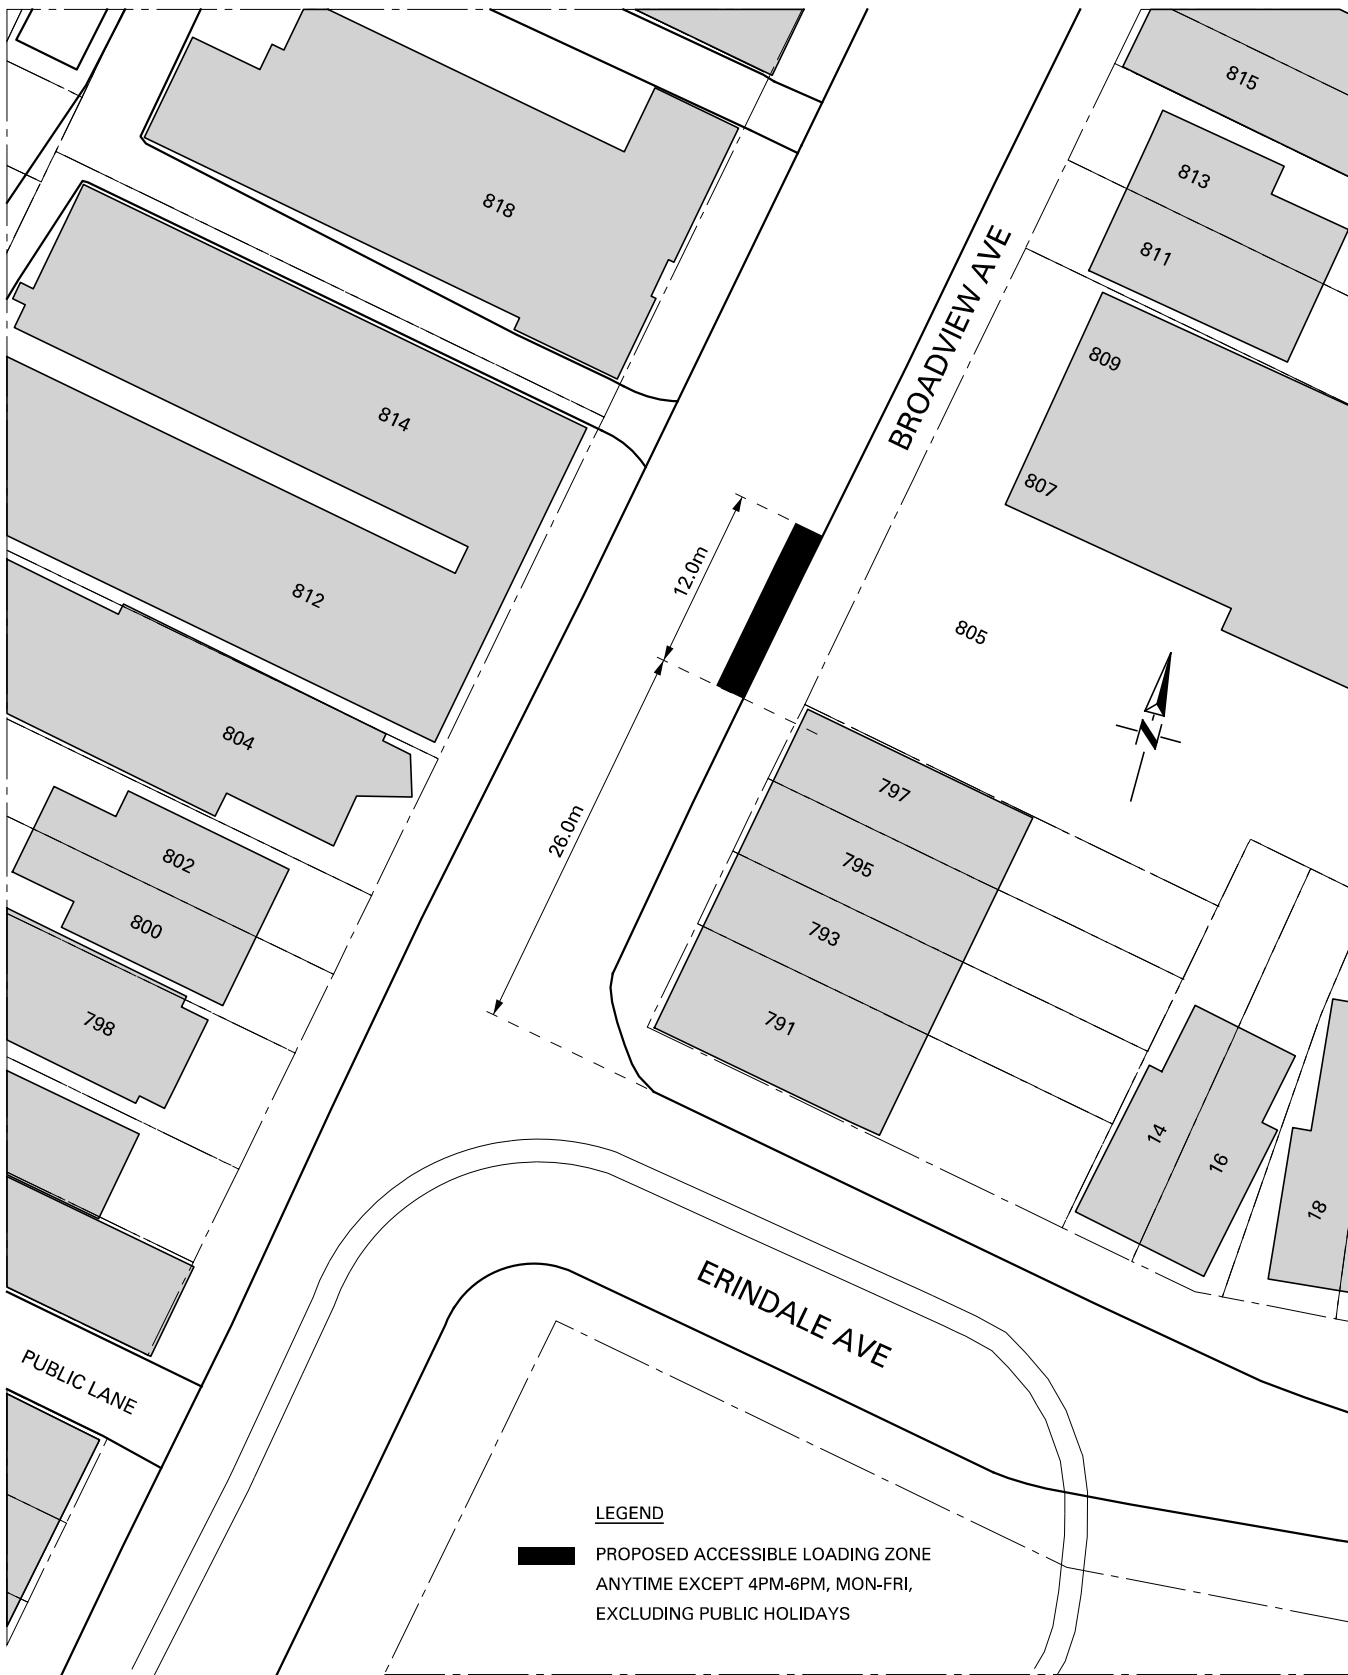 815
813
818
811
BROADVIEW AVE
809
814
807
12.0m
812
805
804
N
797
26.0m
802
795
800
793
798
791
14
16
18
ERINDALE AVE
PUBLIC LANE
LEGEND
PROPOSED ACCESSIBLE LOADING ZONE
ANYTIME EXCEPT 4PM-6PM, MON-FRI,
EXCLUDING PUBLIC HOLIDAYS